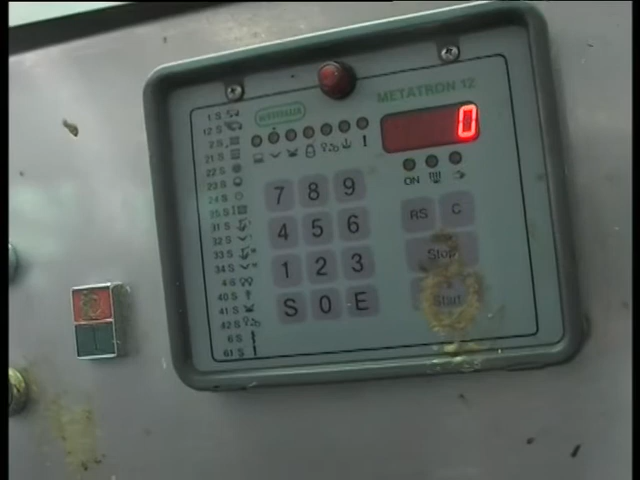 METATRON 12
0
ON
1 S
12 S
2 S
21 S
22 S
23 S
24 S
25 S
31 S
32 S
33 S
34 S
4 6
40 S
41 S
42 S
6 S
61 S
7 8 9
4 5 6
1 2 3
S 0 E
RS C
Stop
Start